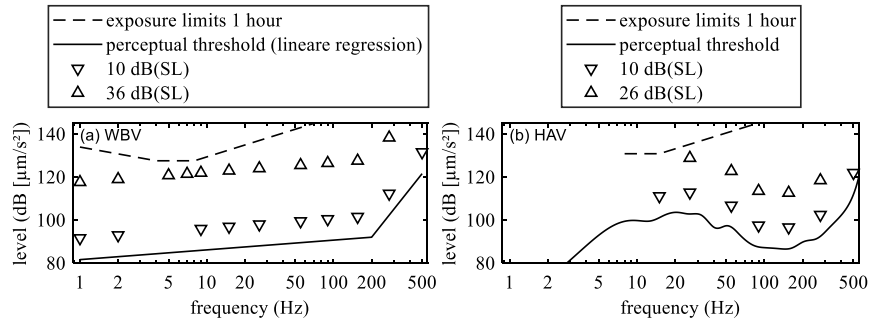 exposure limits 1 hour
perceptual threshold (lineare regression)
10 dB(SL)
36 dB(SL)
exposure limits 1 hour
perceptual threshold
10 dB(SL)
26 dB(SL)
(a) WBV
140
120
100
80
level (dB [µm/s²])
1 2 5 10 20 50 100 200 500
frequency (Hz)
(b) HAV
140
120
100
80
level (dB [µm/s²])
1 2 5 10 20 50 100 200 500
frequency (Hz)